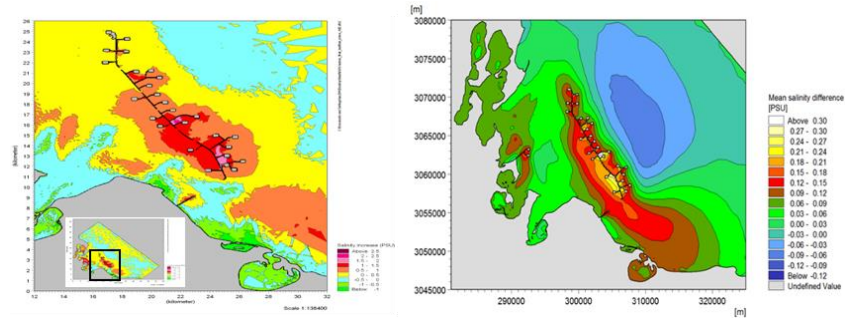 26
25
24
23
22
21
20
19
18
17
16
15
14
13
12
11
10
9
8
7
6
5
4
3
2
1
0
(kilometer)
12 14 16 18 20 22 24 26 28 30 32
(kilometer)
Scale 1:138400
Salinity increase (PSU)
Above 2.5
2 - 2.5
1.5 - 2
1 - 1.5
0.5 - 1
0 - 0.5
-0.5 - 0
-1 - -0.5
Below -1
[m]
3080000
3075000
3070000
3065000
3060000
3055000
3050000
3045000
290000 300000 310000 320000
[m]
Mean salinity difference
[PSU]
Above 0.30
0.27 - 0.30
0.24 - 0.27
0.21 - 0.24
0.18 - 0.21
0.15 - 0.18
0.12 - 0.15
0.09 - 0.12
0.06 - 0.09
0.03 - 0.06
0.00 - 0.03
-0.03 - 0.00
-0.06 - -0.03
-0.09 - -0.06
-0.12 - -0.09
Below -0.12
Undefined Value